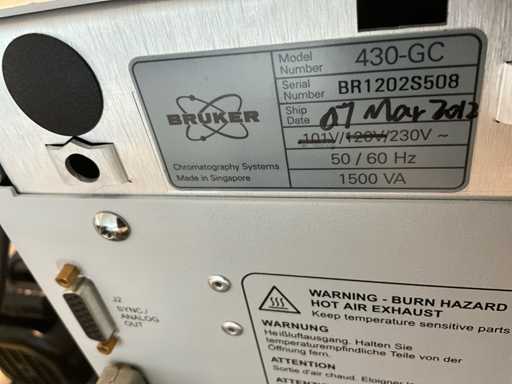 Model Number 430-GC
Serial Number BR1202S508
Ship Date 07 Mar 2012
BRUKER
101V/120V/230V ~
Chromatography Systems
Made in Singapore
50 / 60 Hz
1500 VA
J2
SYNC/
ANALOG
OUT
WARNING - BURN HAZARD
HOT AIR EXHAUST
Keep temperature sensitive parts
WARNUNG
Heißluftausgang. Halten Sie
temperaturempfindliche Teile von der
Öffnung fern.
ATTENTION
Sortie d'air chaud. Eloignez
ATTENTION